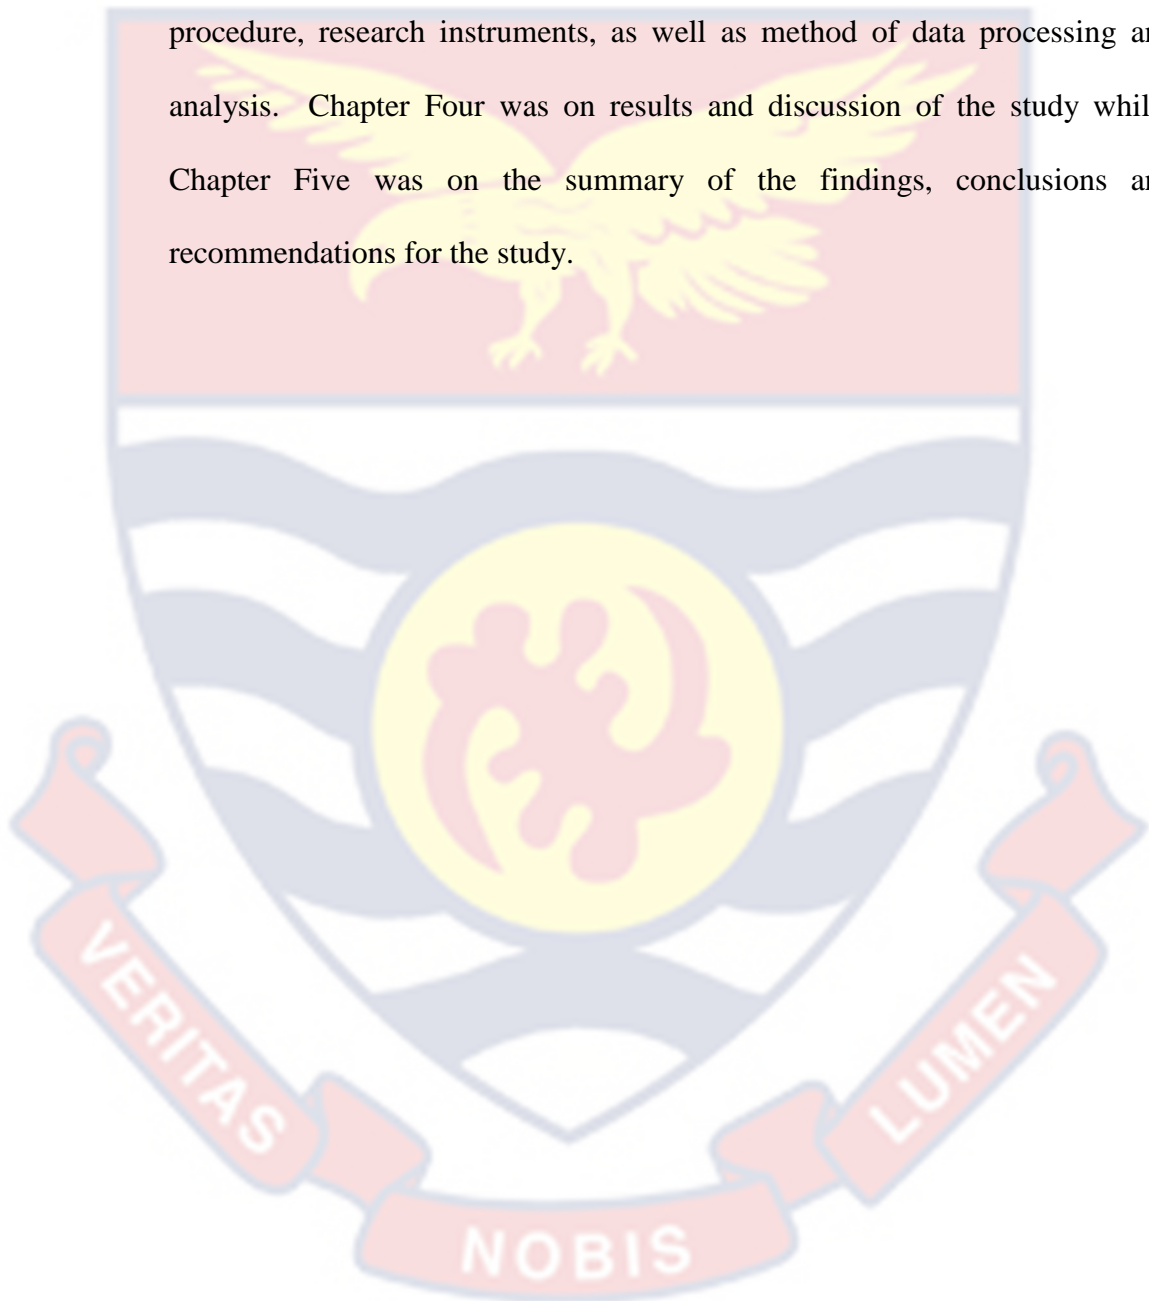 procedure, research instruments, as well as method of data processing an
analysis. Chapter Four was on results and discussion of the study whil
Chapter Five was on the summary of the findings, conclusions an
recommendations for the study.
VERITAS
NOBIS
LUMEN